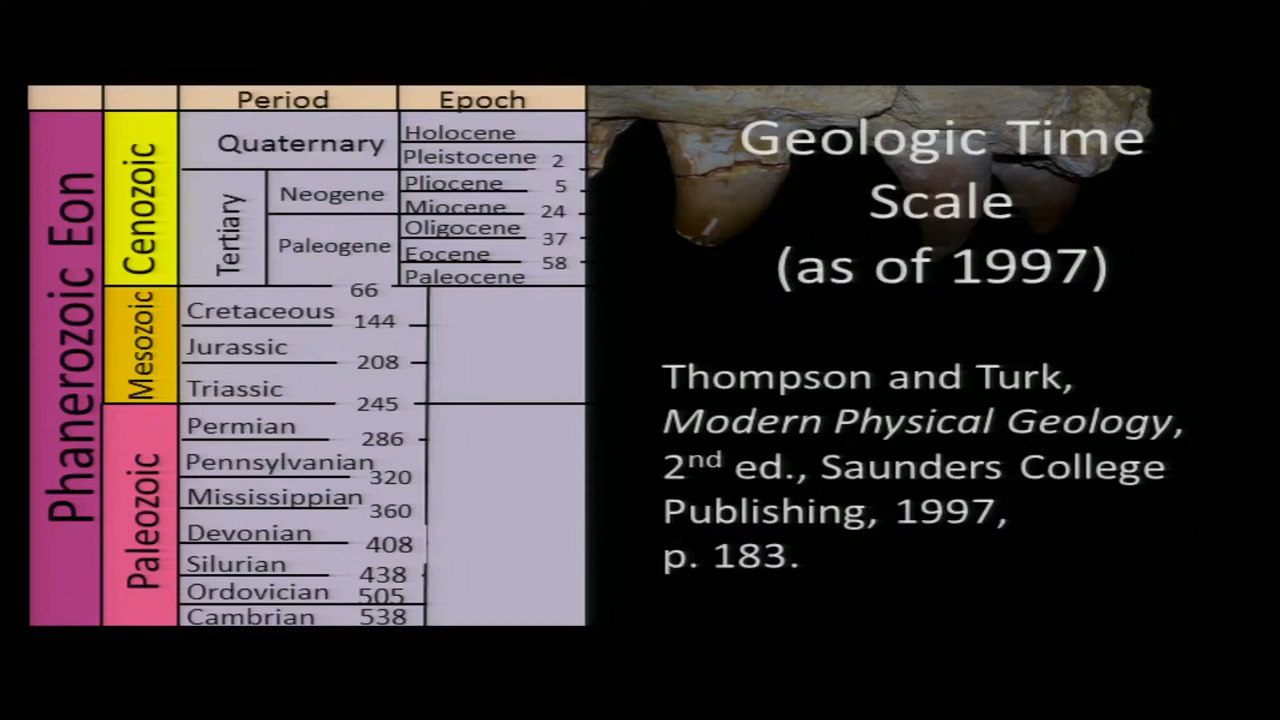 Period Epoch
Phanerozoic Eon
Cenozoic
Quaternary
Holocene
Pleistocene 2
Tertiary
Neogene
Pliocene 5
Miocene 24
Paleogene
Oligocene 37
Eocene 58
Paleocene
66
Mesozoic
Cretaceous 144
Jurassic 208
Triassic 245
Paleozoic
Permian 286
Pennsylvanian 320
Mississippian 360
Devonian 408
Silurian 438
Ordovician 505
Cambrian 538
Geologic Time
Scale
(as of 1997)
Thompson and Turk,
Modern Physical Geology,
2nd ed., Saunders College
Publishing, 1997,
p. 183.